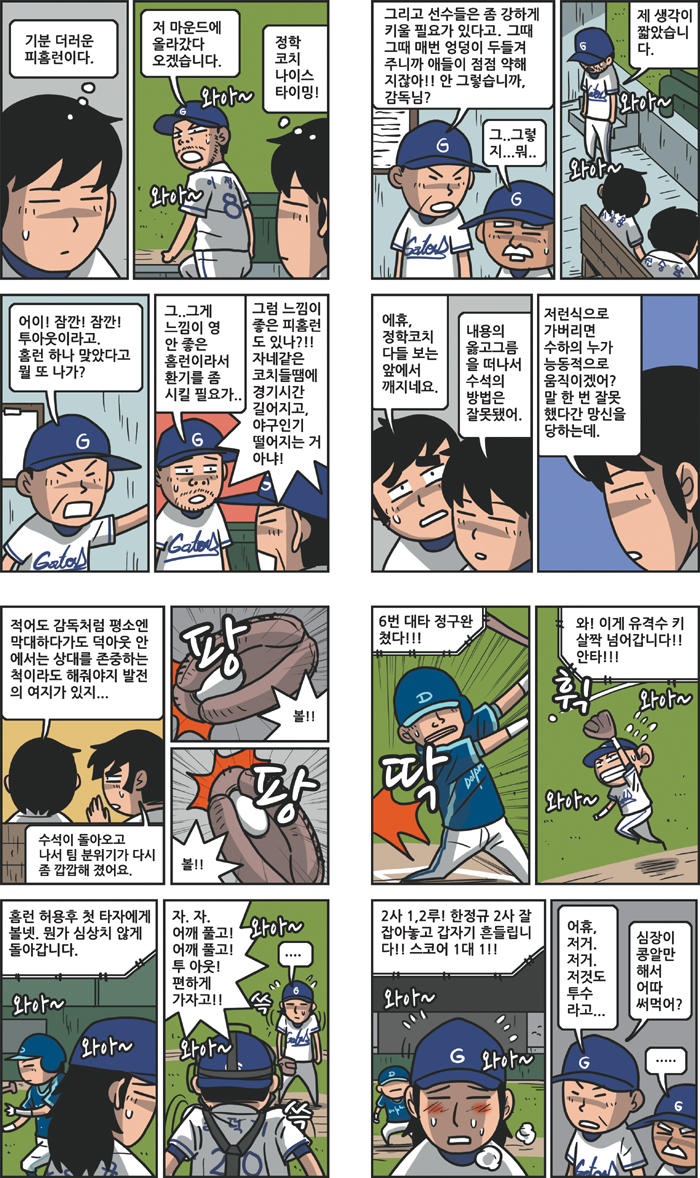 기분 더러운
피홈런이다.
저 마운드에
올라갔다
오겠습니다.
와아~
정학
코치
나이스
타이밍!
와아~
8
그리고 선수들은 좀 강하게
키울 필요가 있다고. 그때
그때 매번 엉덩이 두들겨
주니까 애들이 점점 약해
지잖아!! 안 그렇습니까,
감독님?
G
그..그렇
지...뭐..
G
Gators
제 생각이
짧았습니
다.
와아~
와아~
어이! 잠깐! 잠깐!
투아웃이라고.
홈런 하나 맞았다고
뭘 또 나가?
G
Gators
그..그게
느낌이 영
안 좋은
홈런이라서
환기를 좀
시킬 필요가..
그럼 느낌이
좋은 피홈런
도 있나?!!
자네같은
코치들땜에
경기시간
길어지고,
야구인기
떨어지는 거
아냐!
G
Gators
에휴,
정학코치
다들 보는
앞에서
깨지네요.
내용의
옳고그름
을 떠나서
수석의
방법은
잘못됐어.
저런식으로
가버리면
수하의 누가
능동적으로
움직이겠어?
말 한 번 잘못
했다간 망신을
당하는데.
적어도 감독처럼 평소엔
막대하다가도 덕아웃 안
에서는 상대를 존중하는
척이라도 해줘야지 발전
의 여지가 있지...
수석이 돌아오고
나서 팀 분위기가 다시
좀 깝깝해 졌어요.
팡
볼!!
팡
볼!!
6번 대타 정구완
쳤다!!!
D
Dolphin
딱
와! 이게 유격수 키
살짝 넘어갑니다!!
안타!!!
휙
와아~
와아~
홈런 허용후 첫 타자에게
볼넷. 뭔가 심상치 않게
돌아갑니다.
와아~
와아~
자. 자.
어깨 풀고!
어깨 풀고!
투 아웃!
편하게
가자고!!
와아~
....
쓱
와아~
쓱
20
2사 1,2루! 한정규 2사 잘
잡아놓고 갑자기 흔들립
니다!! 스코어 1대 1!!
와아~
G
와아~
어휴,
저거.
저거.
저것도
투수
라고...
심장이
콩알만
해서
어따
써먹어?
.....
G
G
Gators